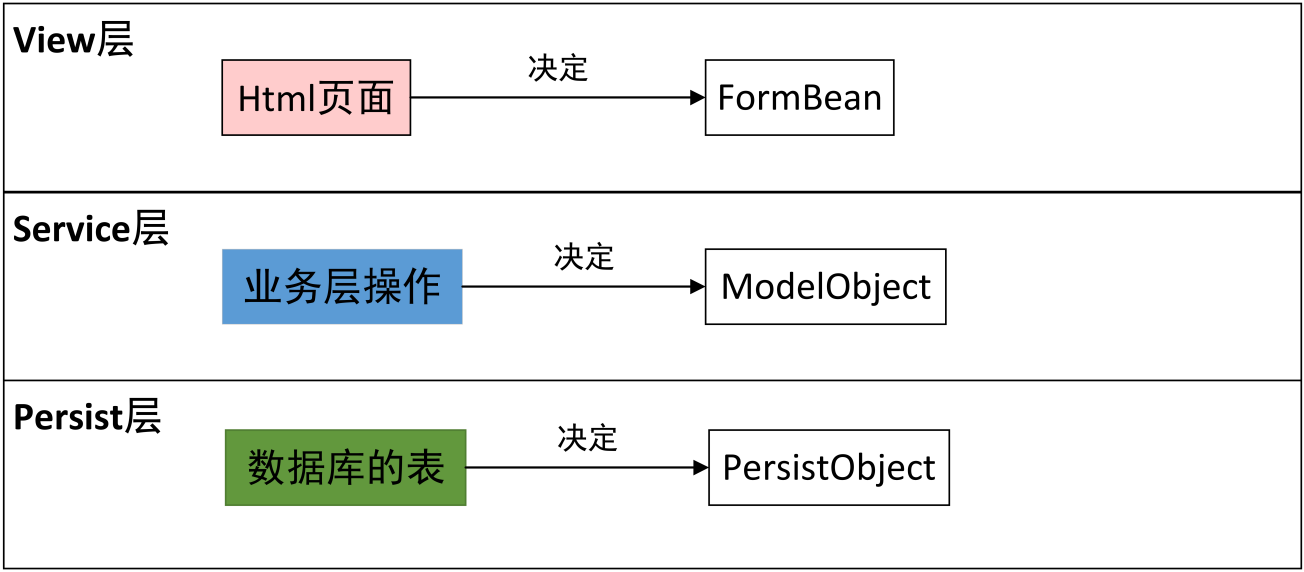 View层
决定
Html页面
FormBean
Service层
决定
业务层操作
ModelObject
Persist层
决定
数据库的表
PersistObject